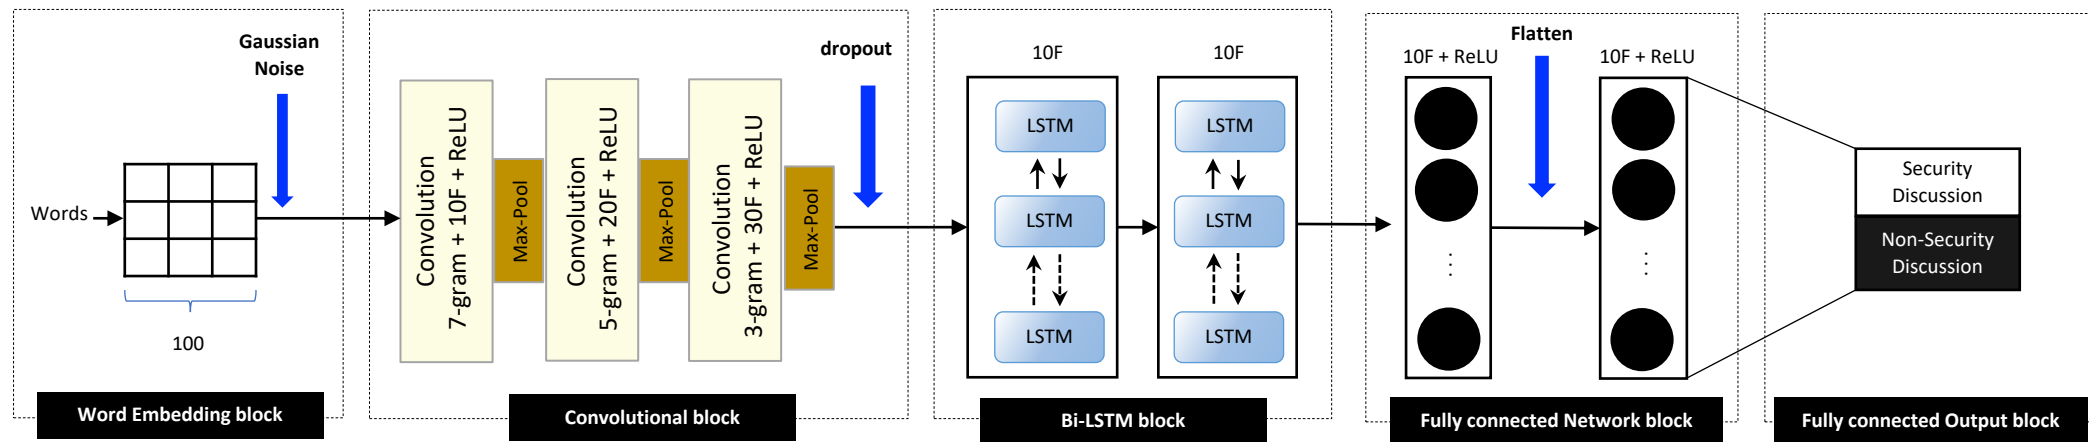 Gaussian
Noise
Words
100
Word Embedding block
Convolution
7-gram + 10F + ReLU
Max-Pool
Convolution
5-gram + 20F + ReLU
Max-Pool
Convolution
3-gram + 30F + ReLU
Max-Pool
dropout
Convolutional block
10F
LSTM
LSTM
LSTM
10F
LSTM
LSTM
LSTM
Bi-LSTM block
10F + ReLU
Flatten
10F + ReLU
Fully connected Network block
Security
Discussion
Non-Security
Discussion
Fully connected Output block